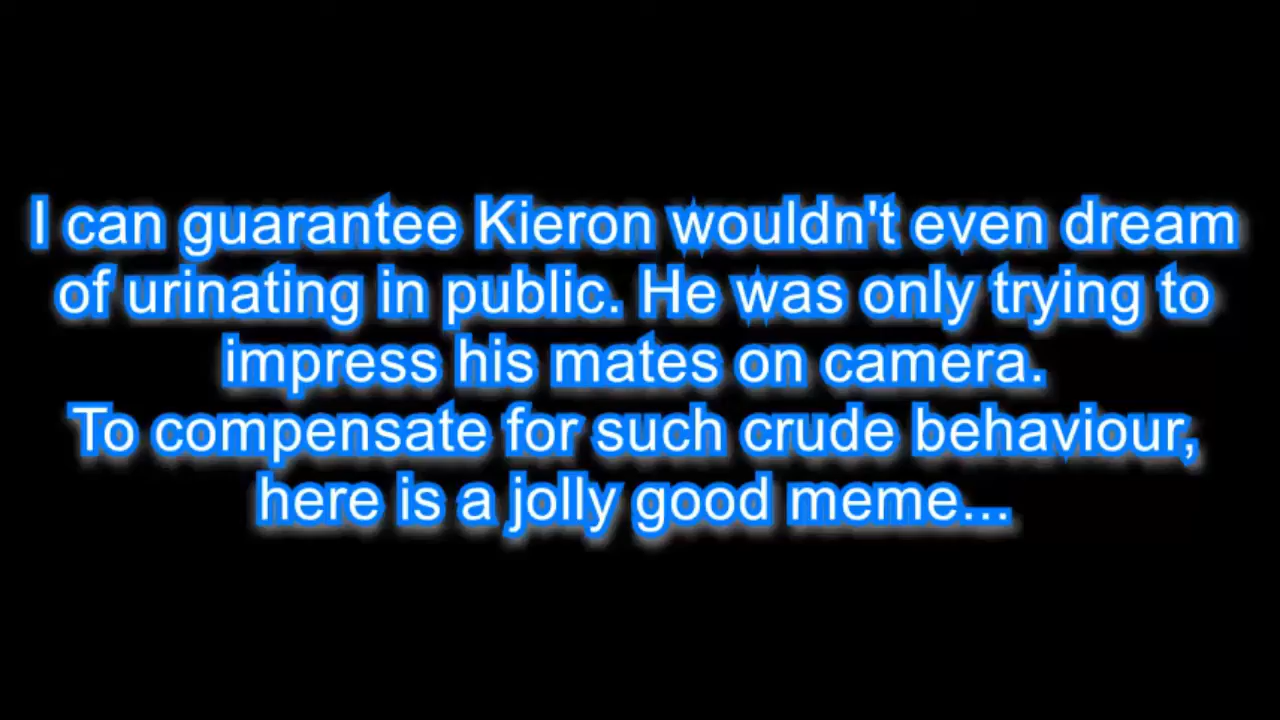 I can guarantee Kieron wouldn't even dream
of urinating in public. He was only trying to
impress his mates on camera.
To compensate for such crude behaviour,
here is a jolly good meme...